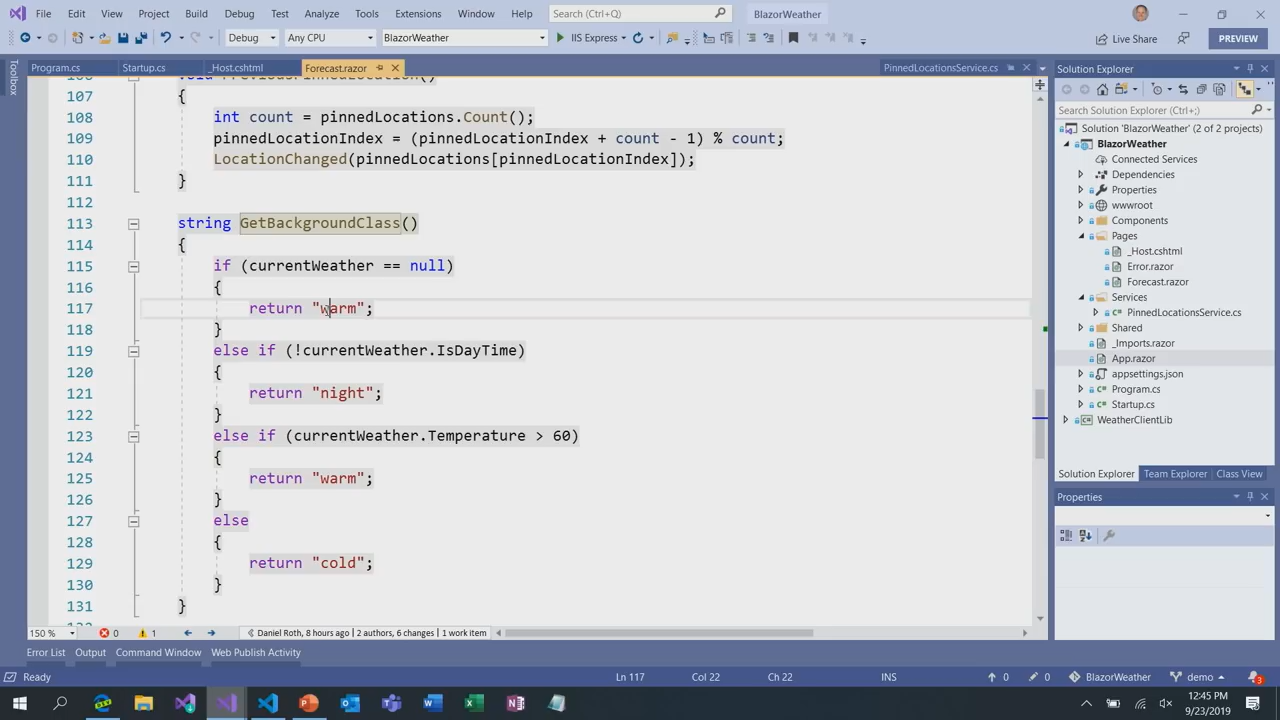 File Edit View Project Build Debug Test Analyze Tools Extensions Window Help Search (Ctrl+Q) BlazorWeather
Debug Any CPU BlazorWeather IIS Express Live Share PREVIEW
Toolbox
Program.cs Startup.cs _Host.cshtml Forecast.razor PinnedLocationsService.cs
106 void PreviousPinnedLocation()
107 {
108 int count = pinnedLocations.Count();
109 pinnedLocationIndex = (pinnedLocationIndex + count - 1) % count;
110 LocationChanged(pinnedLocations[pinnedLocationIndex]);
111 }
112
113 string GetBackgroundClass()
114 {
115 if (currentWeather == null)
116 {
117 return "warm";
118 }
119 else if (!currentWeather.IsDayTime)
120 {
121 return "night";
122 }
123 else if (currentWeather.Temperature > 60)
124 {
125 return "warm";
126 }
127 else
128 {
129 return "cold";
130 }
131 }
150 % 0 1 Daniel Roth, 8 hours ago | 2 authors, 6 changes | 1 work item
Solution Explorer
Search Solution Explorer (Ctrl+;)
Solution 'BlazorWeather' (2 of 2 projects)
BlazorWeather
Connected Services
Dependencies
Properties
wwwroot
Components
Pages
_Host.cshtml
Error.razor
Forecast.razor
Services
PinnedLocationsService.cs
Shared
_Imports.razor
App.razor
appsettings.json
Program.cs
Startup.cs
WeatherClientLib
Solution Explorer Team Explorer Class View
Properties
Error List Output Command Window Web Publish Activity
Ready Ln 117 Col 22 Ch 22 INS 0 0 BlazorWeather demo 3
12:45 PM
9/23/2019